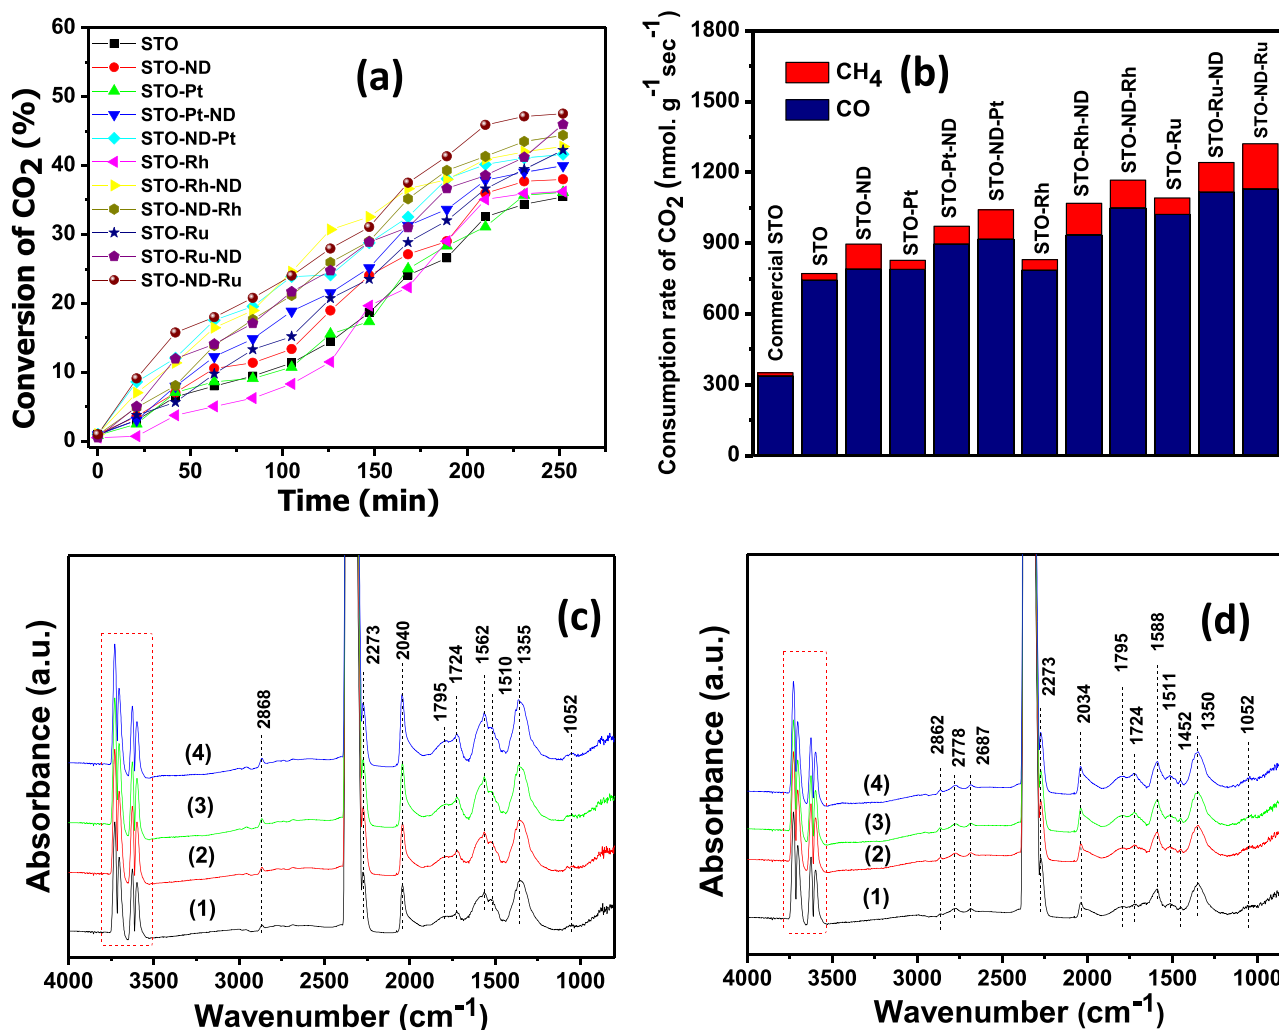 (a)
Conversion of CO2 (%)
60
50
40
30
20
10
0
STO
STO-ND
STO-Pt
STO-Pt-ND
STO-ND-Pt
STO-Rh
STO-Rh-ND
STO-ND-Rh
STO-Ru
STO-Ru-ND
STO-ND-Ru
0
50
100
150
200
250
Time (min)
(b)
Consumption rate of CO2 (nmol. g-1 sec-1)
1800
1500
1200
900
600
300
0
CH4
CO
Commercial STO
STO
STO-ND
STO-Pt
STO-Pt-ND
STO-ND-Pt
STO-Rh
STO-Rh-ND
STO-ND-Rh
STO-Ru
STO-Ru-ND
STO-ND-Ru
(c)
Absorbance (a.u.)
2868
2273
2040
1795
1724
1562
1510
1355
1052
(4)
(3)
(2)
(1)
4000
3500
3000
2500
2000
1500
1000
Wavenumber (cm-1)
(d)
Absorbance (a.u.)
2862
2778
2687
2273
2034
1795
1724
1588
1511
1452
1350
1052
(4)
(3)
(2)
(1)
4000
3500
3000
2500
2000
1500
1000
Wavenumber (cm-1)